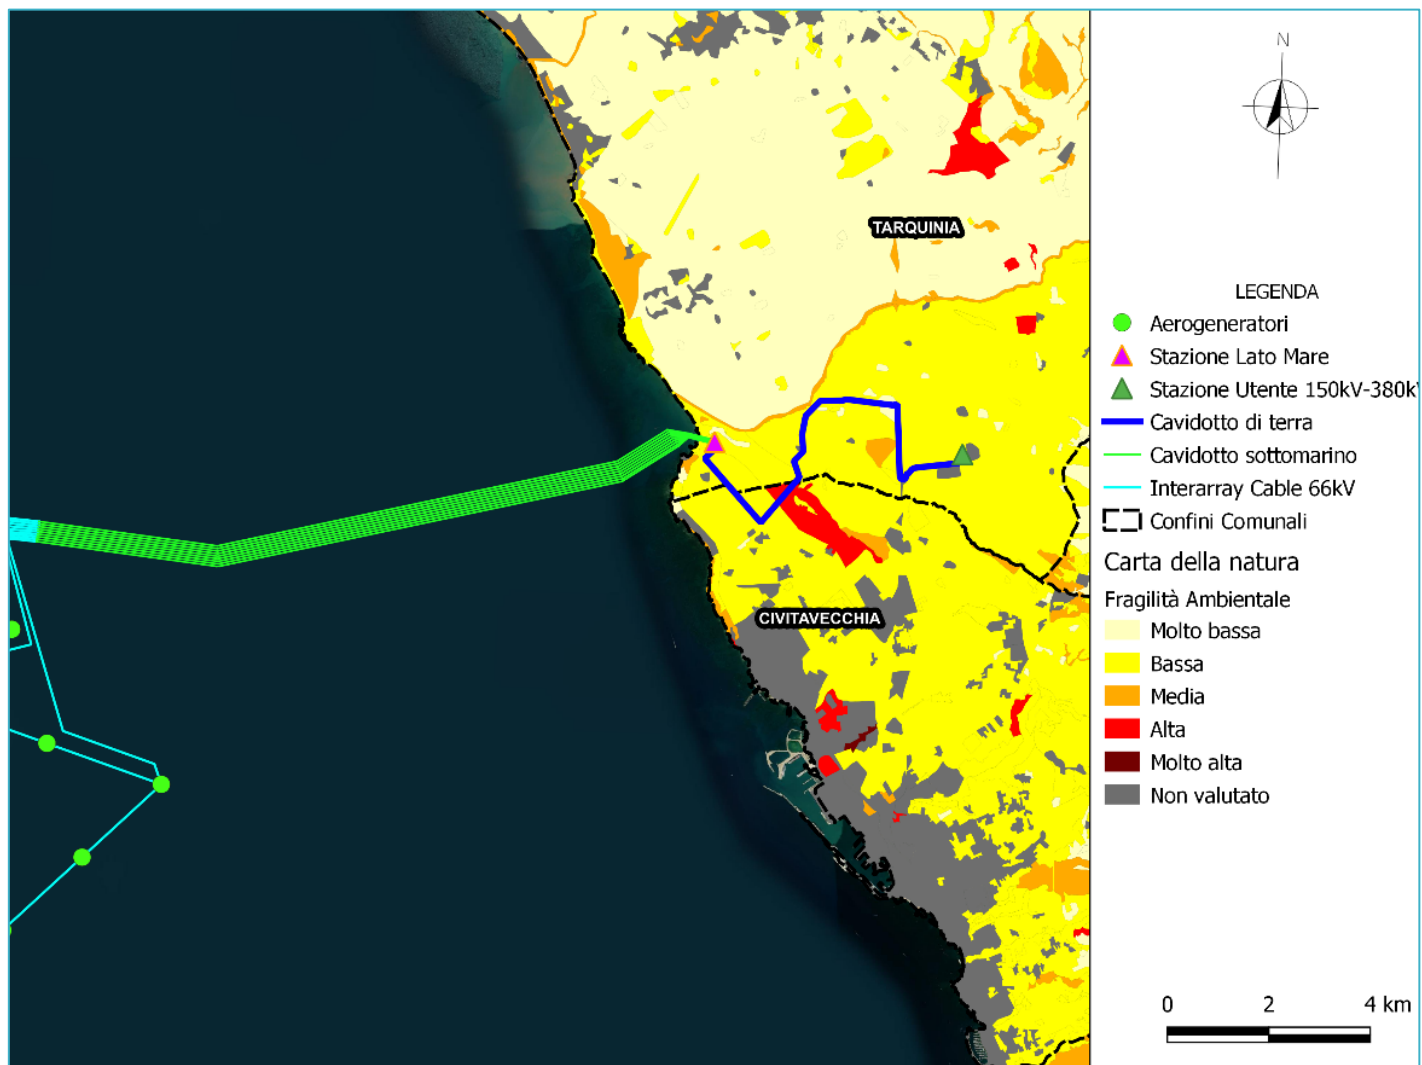 N
TARQUINIA
CIVITAVECCHIA
LEGENDA
Aerogeneratori
Stazione Lato Mare
Stazione Utente 150kV-380k
Cavidotto di terra
Cavidotto sottomarino
Interarray Cable 66kV
Confini Comunali
Carta della natura
Fragilità Ambientale
Molto bassa
Bassa
Media
Alta
Molto alta
Non valutato
0 2 4 km